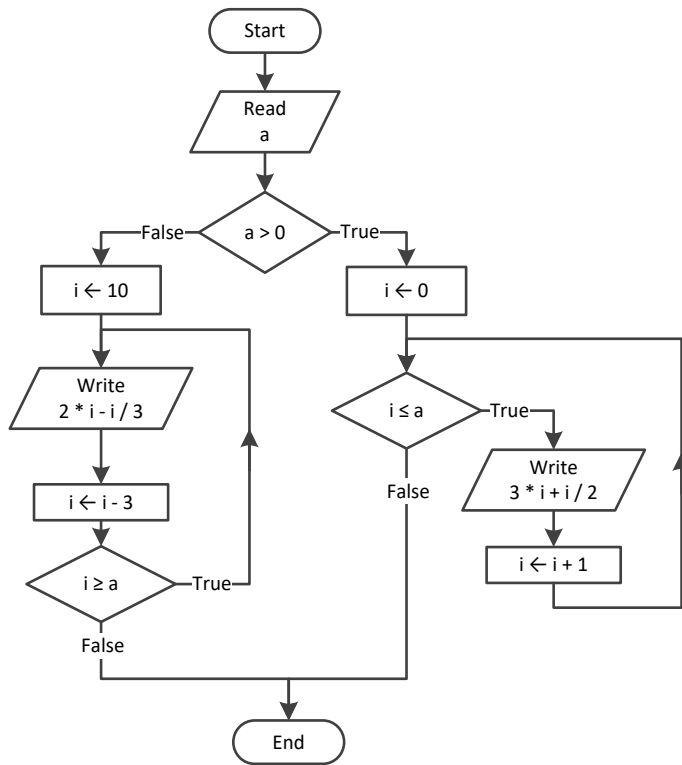 Start
Read
a
a > 0
False
True
i ← 10
i ← 0
Write
2 * i - i / 3
i ← i - 3
i ≥ a
True
False
i ≤ a
True
False
Write
3 * i + i / 2
i ← i + 1
End